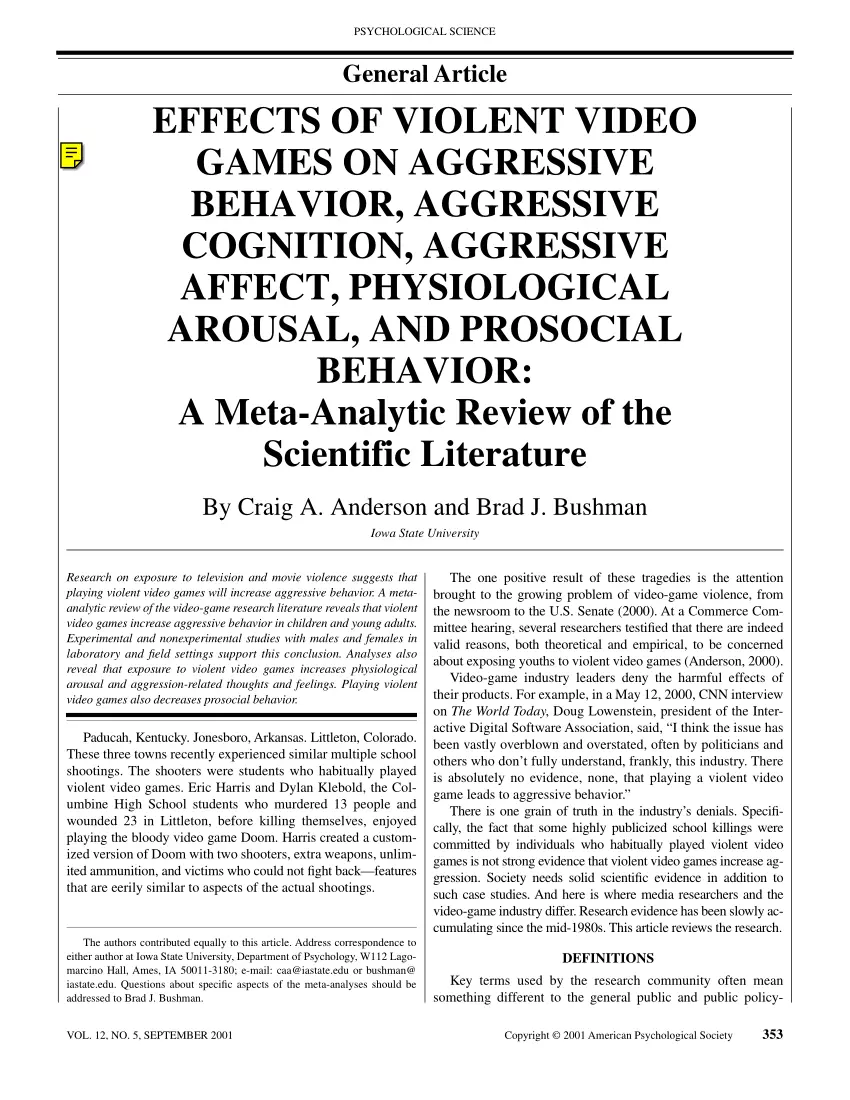 PSYCHOLOGICAL SCIENCE
General Article
EFFECTS OF VIOLENT VIDEO
GAMES ON AGGRESSIVE
BEHAVIOR, AGGRESSIVE
COGNITION, AGGRESSIVE
AFFECT, PHYSIOLOGICAL
AROUSAL, AND PROSOCIAL
BEHAVIOR:
A Meta-Analytic Review of the
Scientific Literature
By Craig A. Anderson and Brad J. Bushman
Iowa State University
Research on exposure to television and movie violence suggests that
playing violent video games will increase aggressive behavior. A meta-
analytic review of the video-game research literature reveals that violent
video games increase aggressive behavior in children and young adults.
Experimental and nonexperimental studies with males and females in
laboratory and field settings support this conclusion. Analyses also
reveal that exposure to violent video games increases physiological
arousal and aggression-related thoughts and feelings. Playing violent
video games also decreases prosocial behavior.
Paducah, Kentucky. Jonesboro, Arkansas. Littleton, Colorado.
These three towns recently experienced similar multiple school
shootings. The shooters were students who habitually played
violent video games. Eric Harris and Dylan Klebold, the Col-
umbine High School students who murdered 13 people and
wounded 23 in Littleton, before killing themselves, enjoyed
playing the bloody video game Doom. Harris created a custom-
ized version of Doom with two shooters, extra weapons, unlim-
ited ammunition, and victims who could not fight back—features
that are eerily similar to aspects of the actual shootings.
The authors contributed equally to this article. Address correspondence to
either author at Iowa State University, Department of Psychology, W112 Lago-
marcino Hall, Ames, IA 50011-3180; e-mail: caa@iastate.edu or bushman@
iastate.edu. Questions about specific aspects of the meta-analyses should be
addressed to Brad J. Bushman.
The one positive result of these tragedies is the attention
brought to the growing problem of video-game violence, from
the newsroom to the U.S. Senate (2000). At a Commerce Com-
mittee hearing, several researchers testified that there are indeed
valid reasons, both theoretical and empirical, to be concerned
about exposing youths to violent video games (Anderson, 2000).
Video-game industry leaders deny the harmful effects of
their products. For example, in a May 12, 2000, CNN interview
on The World Today, Doug Lowenstein, president of the Inter-
active Digital Software Association, said, “I think the issue has
been vastly overblown and overstated, often by politicians and
others who don’t fully understand, frankly, this industry. There
is absolutely no evidence, none, that playing a violent video
game leads to aggressive behavior.”
There is one grain of truth in the industry’s denials. Specifi-
cally, the fact that some highly publicized school killings were
committed by individuals who habitually played violent video
games is not strong evidence that violent video games increase ag-
gression. Society needs solid scientific evidence in addition to
such case studies. And here is where media researchers and the
video-game industry differ. Research evidence has been slowly ac-
cumulating since the mid-1980s. This article reviews the research.
DEFINITIONS
Key terms used by the research community often mean
something different to the general public and public policy-
VOL. 12, NO. 5, SEPTEMBER 2001
Copyright © 2001 American Psychological Society 353